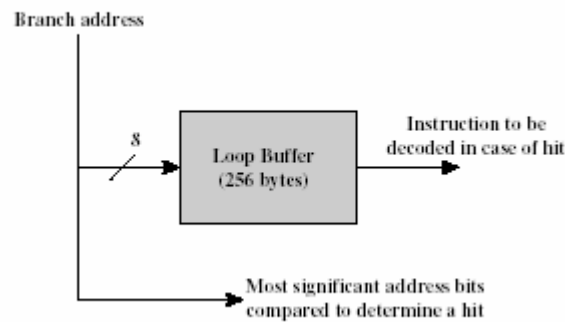 Branch address
8
Loop Buffer
(256 bytes)
Instruction to be
decoded in case of hit
Most significant address bits
compared to determine a hit